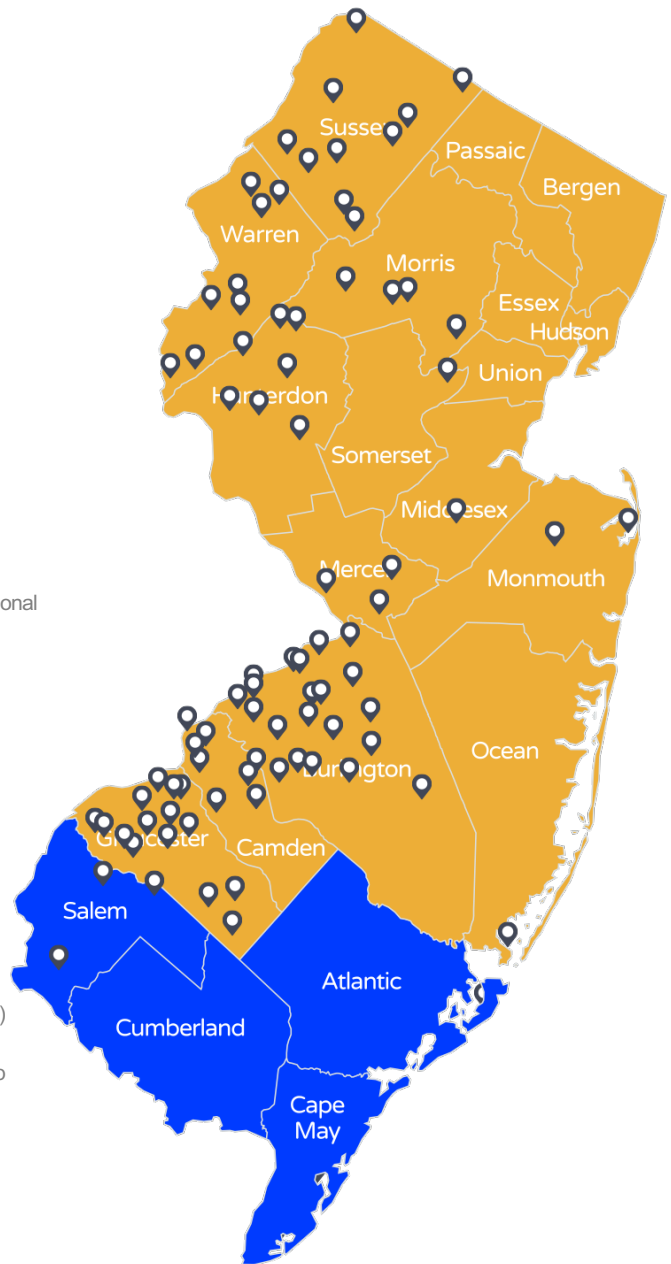 Sussex
Passaic
Bergen
Warren
Morris
Essex
Hudson
Union
Hunterdon
Somerset
Middlesex
Mercer
Monmouth
onal
Ocean
Burlington
Gloucester
Camden
Salem
Atlantic
)
Cumberland
o
Cape
May